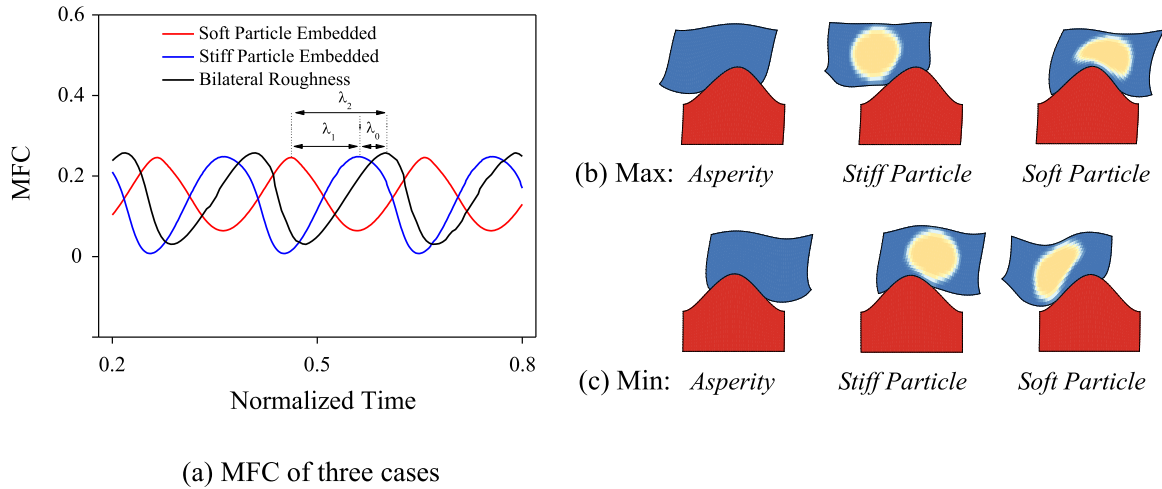 0.6
0.4
0.2
0
MFC
Soft Particle Embedded
Stiff Particle Embedded
Bilateral Roughness
λ2
λ1
λ0
0.2
0.5
0.8
Normalized Time
(a) MFC of three cases
(b) Max: Asperity Stiff Particle Soft Particle
(c) Min: Asperity Stiff Particle Soft Particle